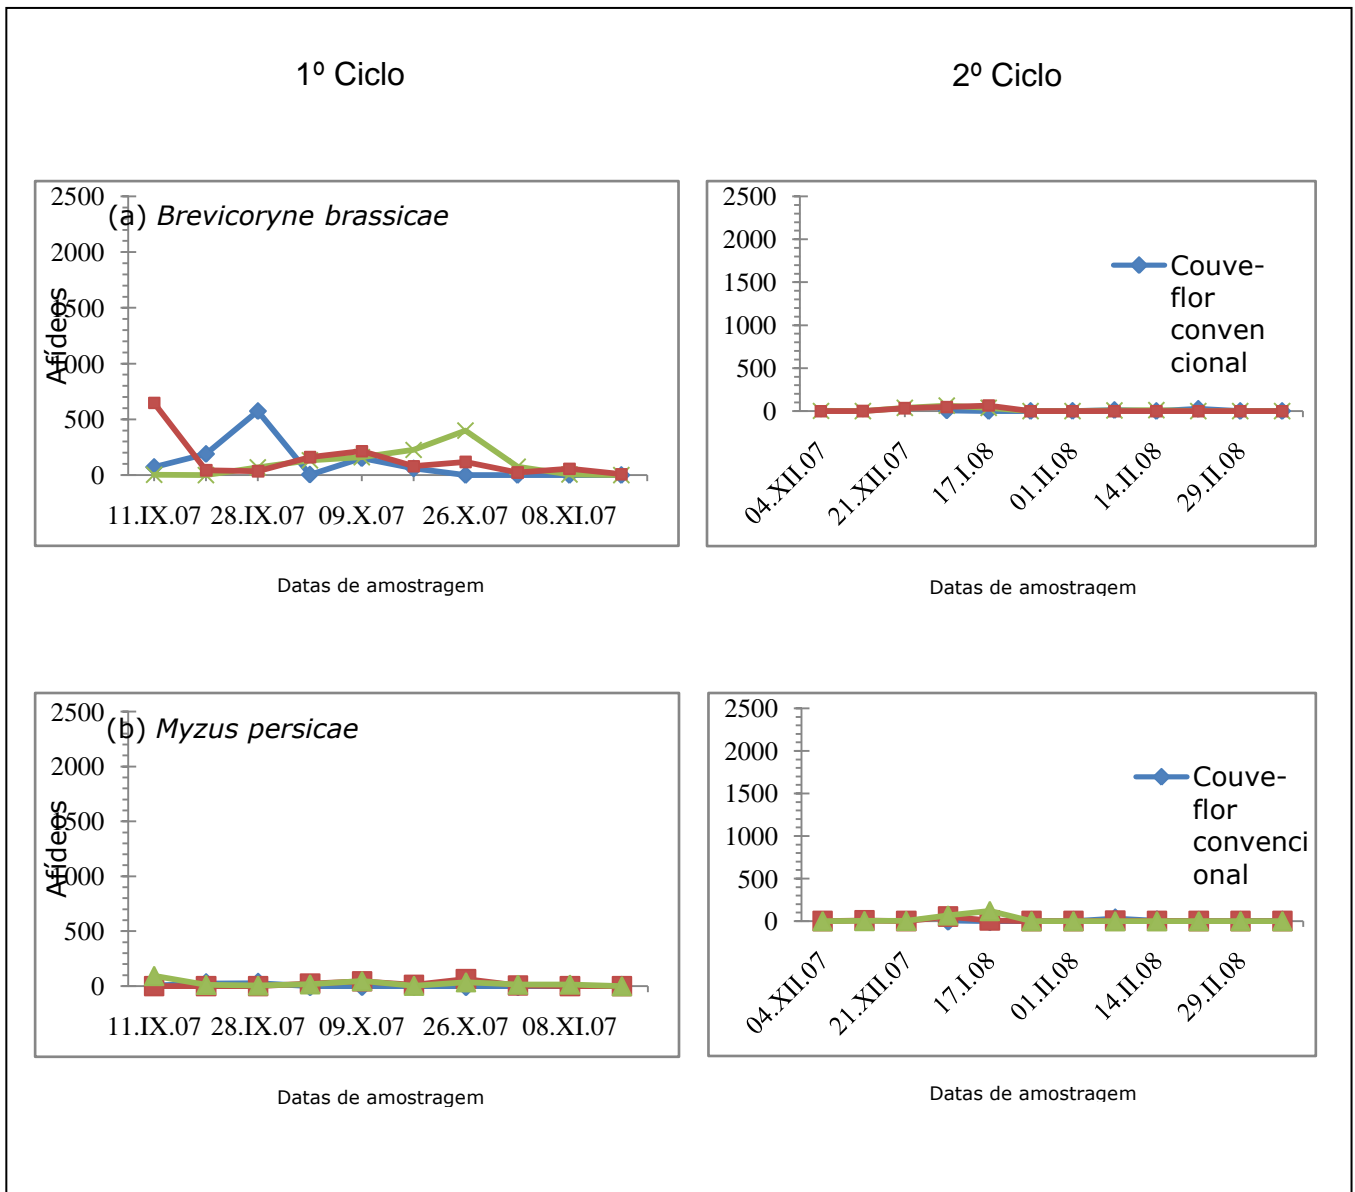 1º Ciclo
2º Ciclo
2500
2000
1500
1000
500
0
(a) Brevicoryne brassicae
Afídeos
11.IX.07 28.IX.07 09.X.07 26.X.07 08.XI.07
Datas de amostragem
2500
2000
1500
1000
500
0
Couve-
flor
conven
cional
04.XII.07 21.XII.07 17.I.08 01.II.08 14.II.08 29.II.08
Datas de amostragem
2500
2000
1500
1000
500
0
(b) Myzus persicae
Afídeos
11.IX.07 28.IX.07 09.X.07 26.X.07 08.XI.07
Datas de amostragem
2500
2000
1500
1000
500
0
Couve-
flor
convenci
onal
04.XII.07 21.XII.07 17.I.08 01.II.08 14.II.08 29.II.08
Datas de amostragem